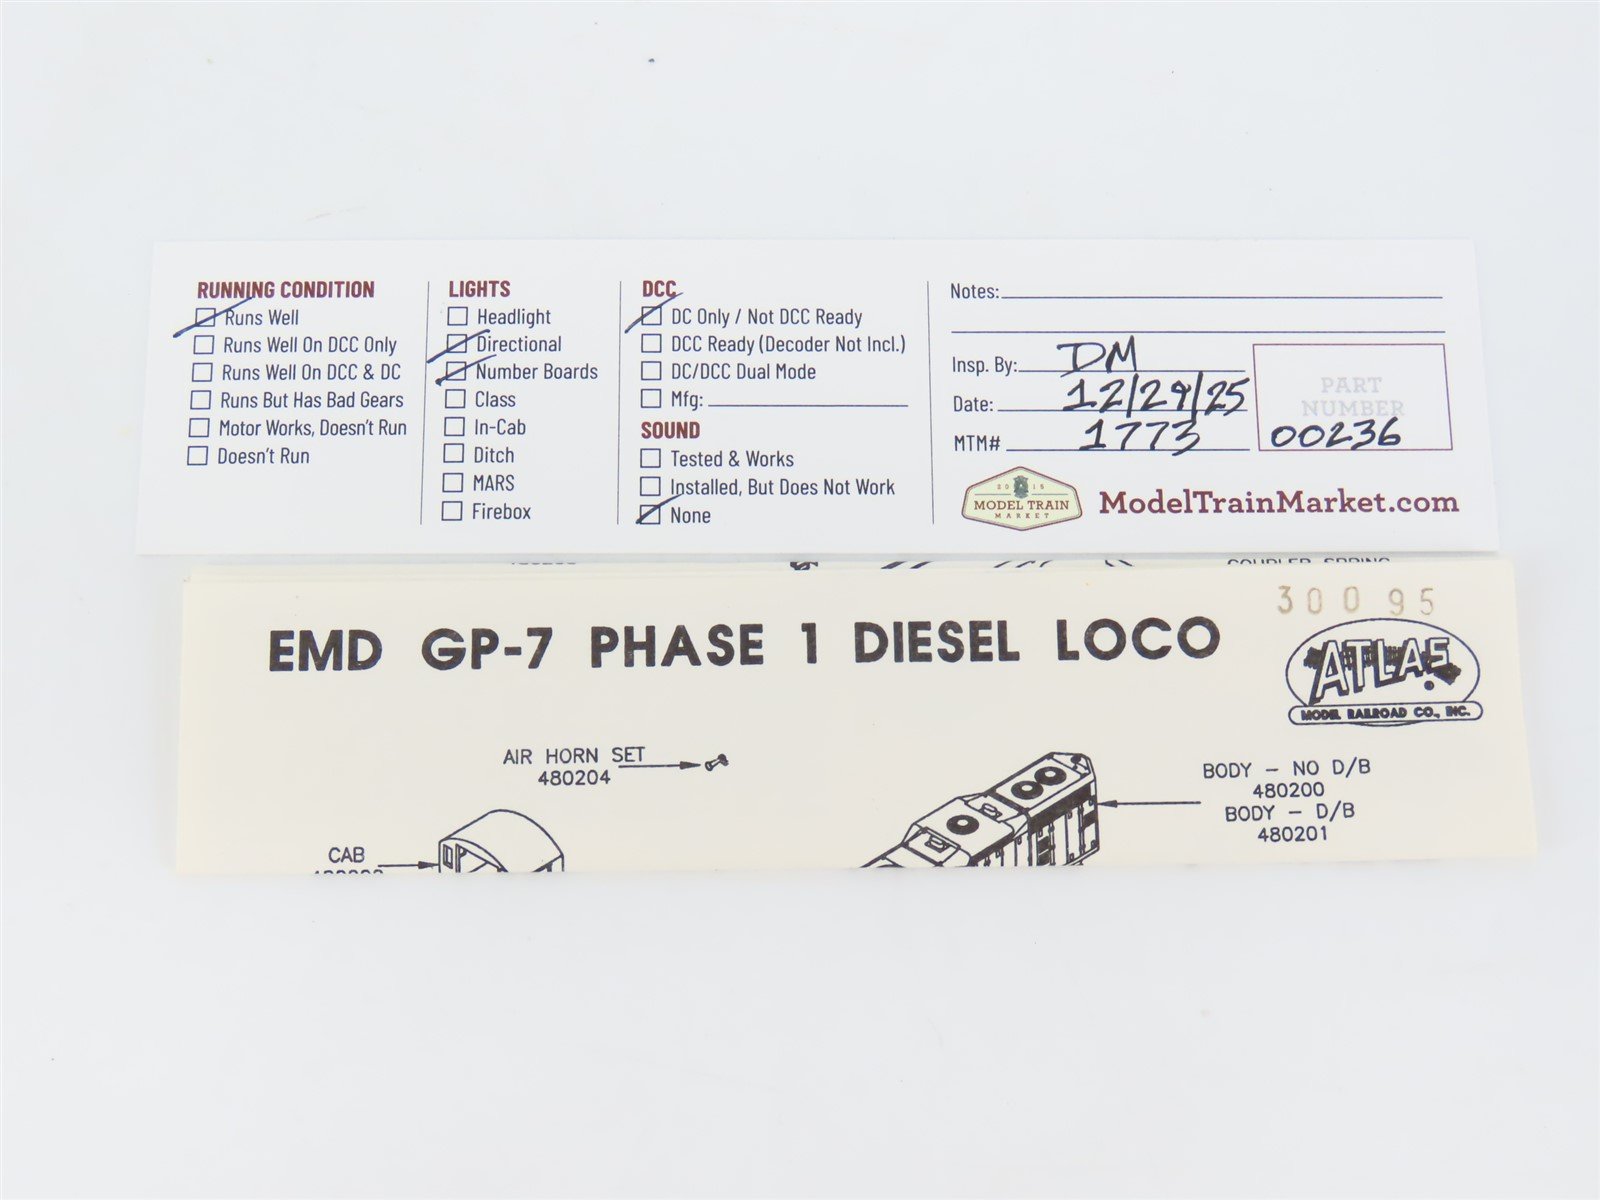 RUNNING CONDITION
Runs Well
Runs Well On DCC Only
Runs Well On DCC & DC
Runs But Has Bad Gears
Motor Works, Doesn't Run
Doesn't Run
LIGHTS
Headlight
Directional
Number Boards
Class
In-Cab
Ditch
MARS
Firebox
DCC
DC Only / Not DCC Ready
DCC Ready (Decoder Not Incl.)
DC/DCC Dual Mode
Mfg:
SOUND
Tested & Works
Installed, But Does Not Work
None
Notes:
Insp. By: DM
Date: 12/29/25
MTM# 1773
PART
NUMBER
00236
2015
MODEL TRAIN
MARKET
ModelTrainMarket.com
COUPLER SPRING
30095
EMD GP-7 PHASE 1 DIESEL LOCO
ATLAS
MODEL RAILROAD CO., INC.
AIR HORN SET
480204
BODY - NO D/B
480200
BODY - D/B
480201
CAB